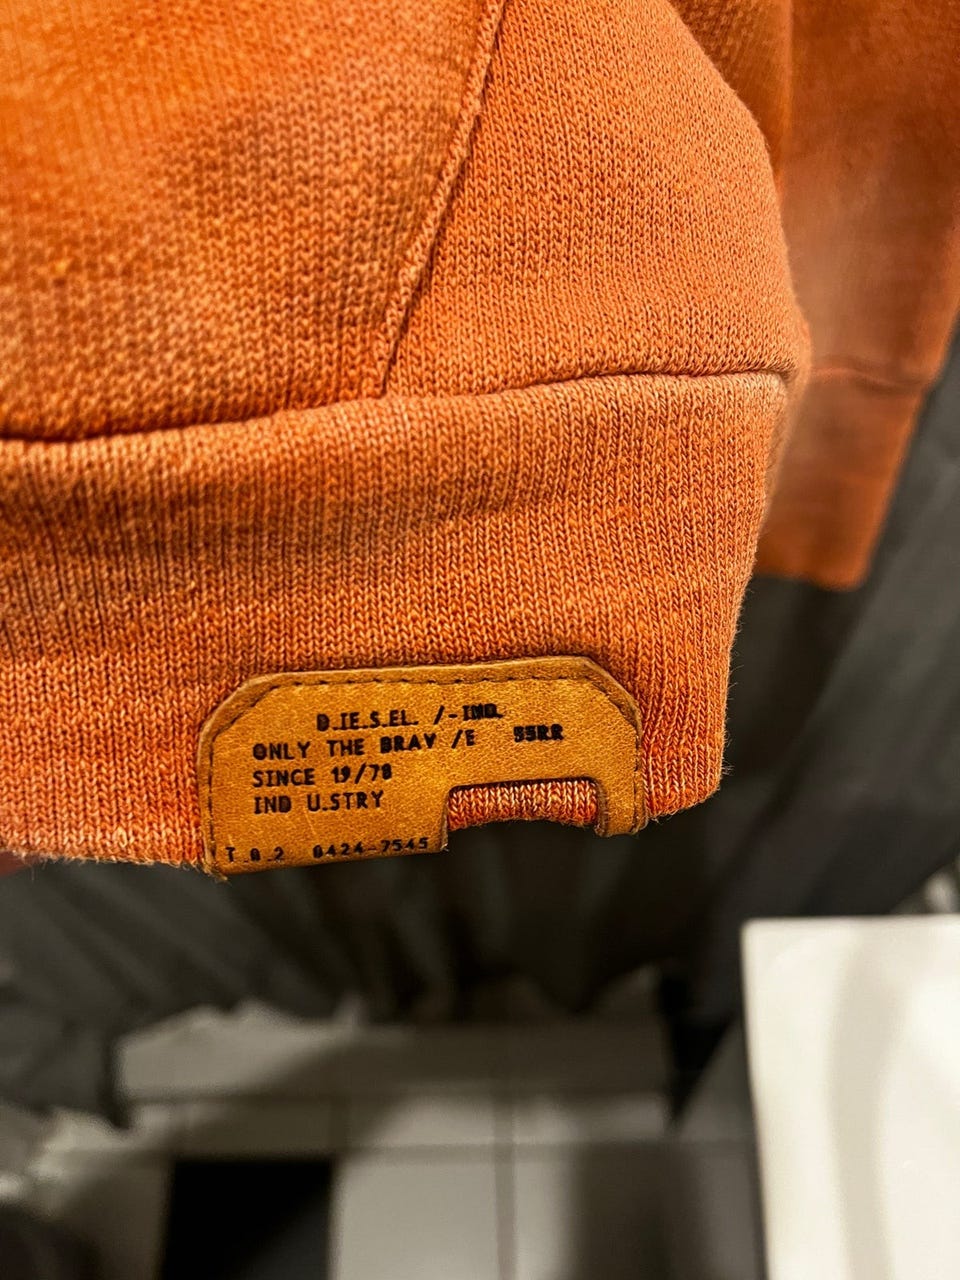 D.IE.S.EL. /-IND.
ONLY THE BRAV /E 55RR
SINCE 19/78
IND U.STRY
T 0 2 0424-7545